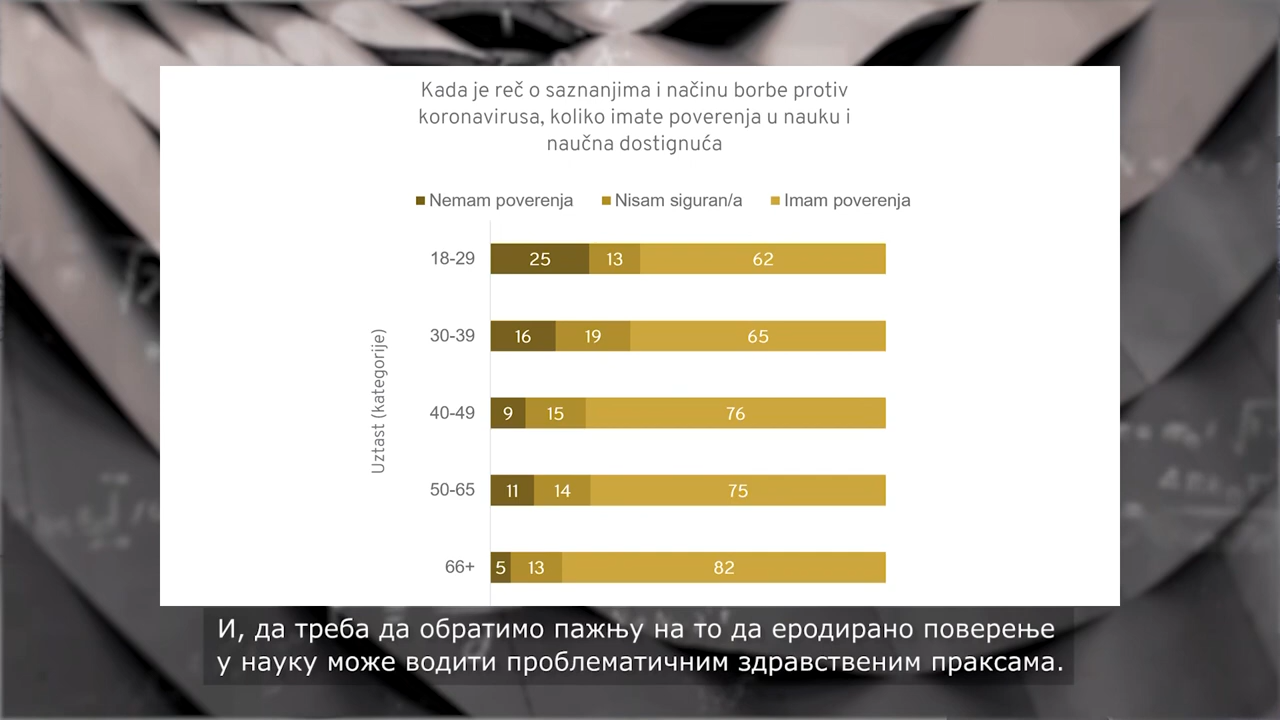 Kada je reč o saznanjima i načinu borbe protiv
koronavirusa, koliko imate poverenja u nauku i
naučna dostignuća
Nemam poverenja Nisam siguran/a Imam poverenja
Uztast (kategorije)
18-29 25 13 62
30-39 16 19 65
40-49 9 15 76
50-65 11 14 75
66+ 5 13 82
И, да треба да обратимо пажњу на то да еродирано поверење
у науку може водити проблематичним здравственим праксама.